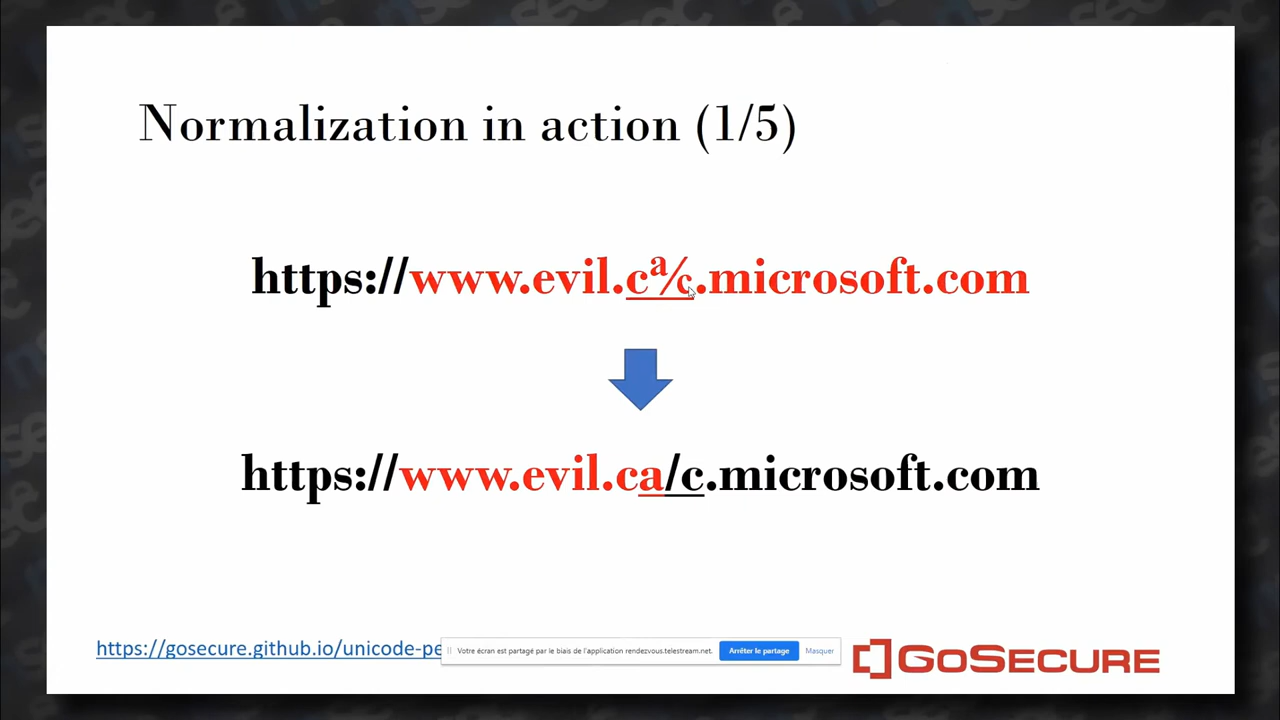 Normalization in action (1/5)
https://www.evil.c℀.microsoft.com
https://www.evil.ca/c.microsoft.com
https://gosecure.github.io/unicode-pe
Votre écran est partagé par le biais de l'application rendezvous.telestream.net.
Arrêter le partage
Masquer
GOSECURE